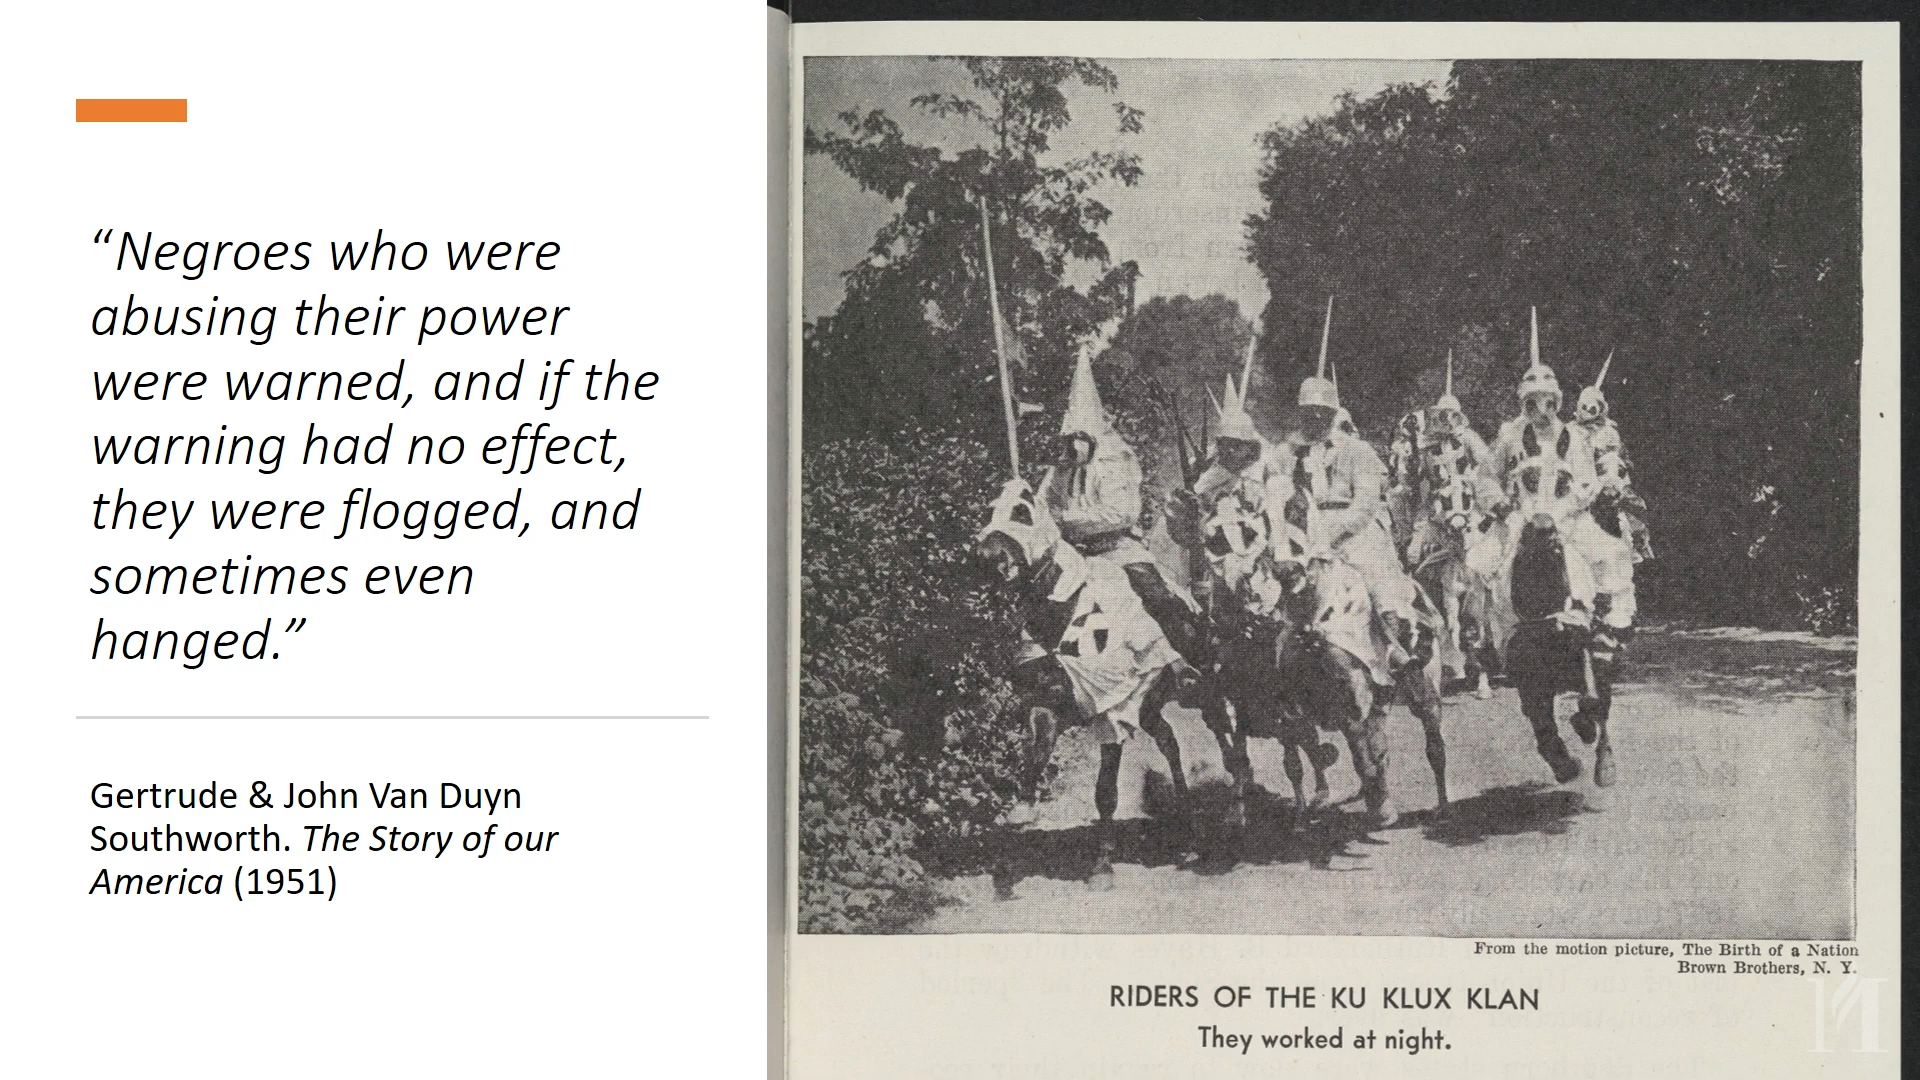 “Negroes who were
abusing their power
were warned, and if the
warning had no effect,
they were flogged, and
sometimes even
hanged.”
Gertrude & John Van Duyn
Southworth. The Story of our
America (1951)
From the motion picture, The Birth of a Nation
Brown Brothers, N. Y.
RIDERS OF THE KU KLUX KLAN
They worked at night.